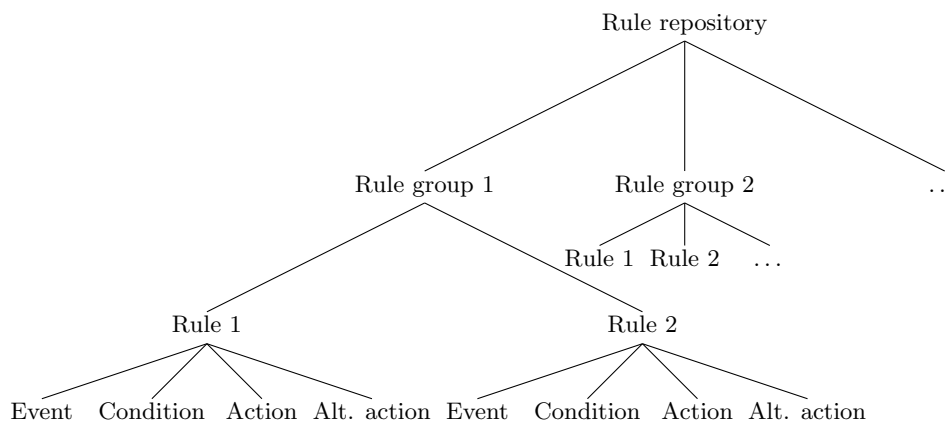 Rule repository
Rule group 1 Rule group 2 ...
Rule 1 Rule 2 ...
Rule 1 Rule 2
Event Condition Action Alt. action Event Condition Action Alt. action